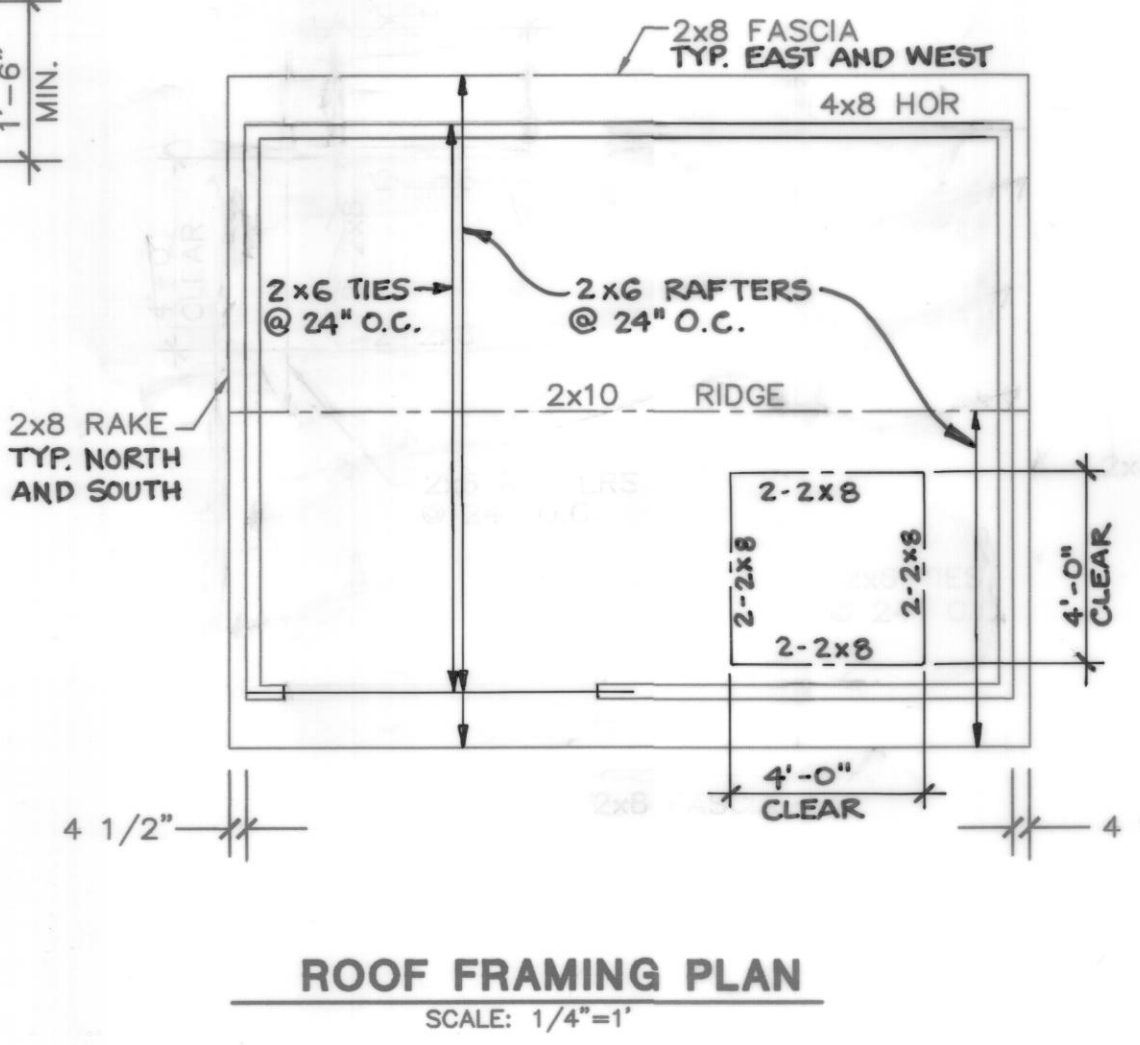 1'-6"
MIN.
2x8 FASCIA
TYP. EAST AND WEST
4x8 HOR
2x6 TIES
@ 24" O.C.
2x6 RAFTERS
@ 24" O.C.
2x10 RIDGE
2x8 RAKE
TYP. NORTH
AND SOUTH
2-2x8
2-2x8
2-2x8
2-2x8
4'-0"
CLEAR
4'-0"
CLEAR
4 1/2"
4
ROOF FRAMING PLAN
SCALE: 1/4"=1'